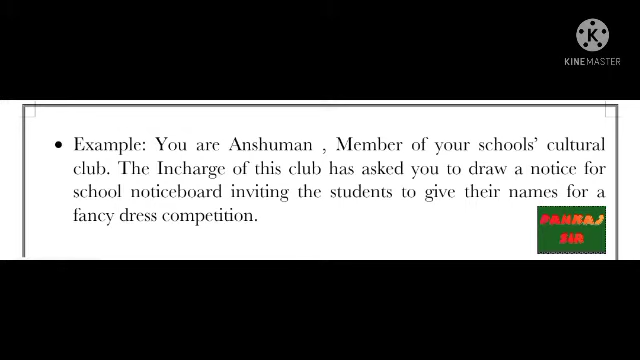 K
KINEMASTER
• Example: You are Anshuman , Member of your schools’ cultural
club. The Incharge of this club has asked you to draw a notice for
school noticeboard inviting the students to give their names for a
fancy dress competition.
PANKAJ
SIR